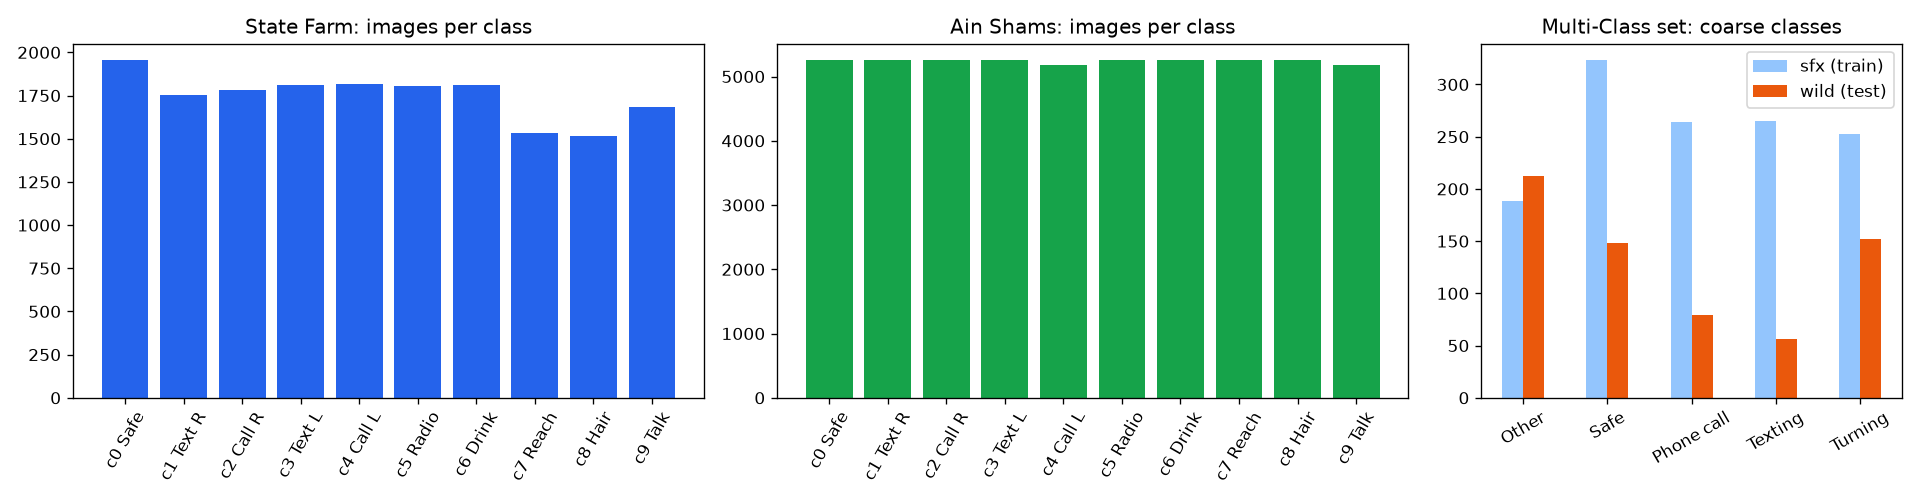 State Farm: images per class
2000
1750
1500
1250
1000
750
500
250
0
c0 Safe
c1 Text R
c2 Call R
c3 Text L
c4 Call L
c5 Radio
c6 Drink
c7 Reach
c8 Hair
c9 Talk
Ain Shams: images per class
5000
4000
3000
2000
1000
0
c0 Safe
c1 Text R
c2 Call R
c3 Text L
c4 Call L
c5 Radio
c6 Drink
c7 Reach
c8 Hair
c9 Talk
Multi-Class set: coarse classes
sfx (train)
wild (test)
300
250
200
150
100
50
0
Other
Safe
Phone call
Texting
Turning